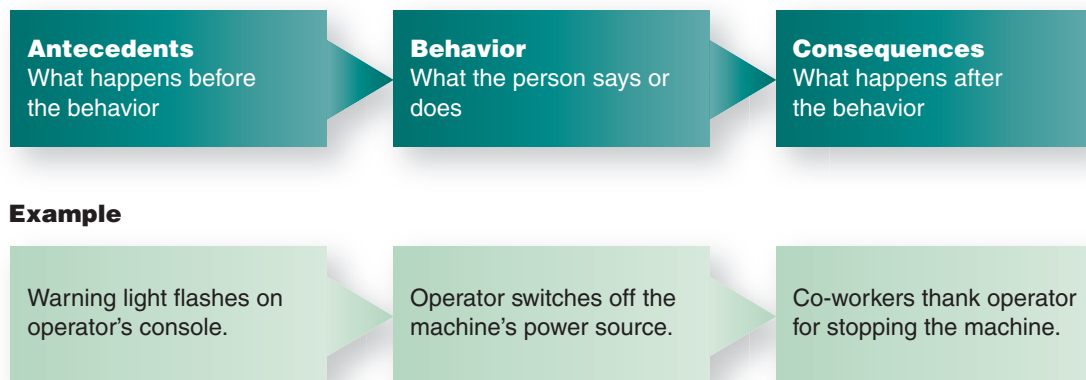 Antecedents
What happens before
the behavior
Behavior
What the person says or
does
Consequences
What happens after
the behavior
Example
Warning light flashes on
operator’s console.
Operator switches off the
machine’s power source.
Co-workers thank operator
for stopping the machine.